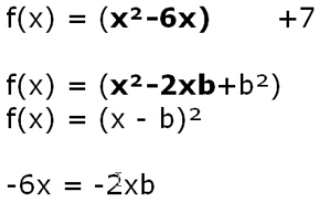 f(x) = (x²-6x) +7
f(x) = (x²-2xb+b²)
f(x) = (x - b)²
-6x = -2xb